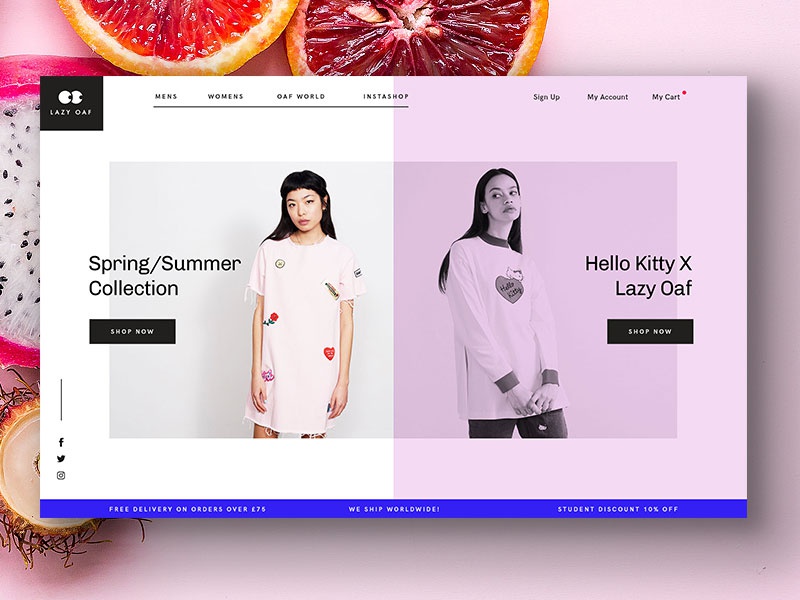 LAZY OAF
MENS WOMENS OAF WORLD INSTASHOP
Sign Up My Account My Cart
Spring/Summer
Collection
SHOP NOW
Hello Kitty X
Lazy Oaf
SHOP NOW
Hello
Kitty
FREE DELIVERY ON ORDERS OVER £75
WE SHIP WORLDWIDE!
STUDENT DISCOUNT 10% OFF